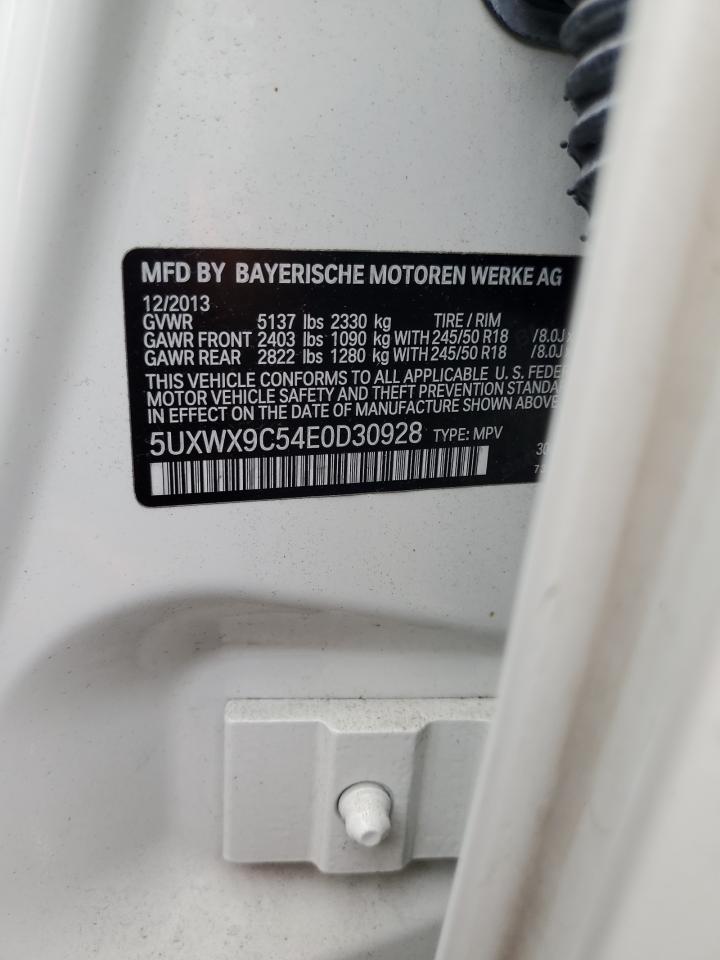 MFD BY BAYERISCHE MOTOREN WERKE AG
12/2013
GVWR 5137 lbs 2330 kg TIRE / RIM
GAWR FRONT 2403 lbs 1090 kg WITH 245/50 R18 /8.0J
GAWR REAR 2822 lbs 1280 kg WITH 245/50 R18 /8.0J
THIS VEHICLE CONFORMS TO ALL APPLICABLE U. S. FEDE
MOTOR VEHICLE SAFETY AND THEFT PREVENTION STANDA
IN EFFECT ON THE DATE OF MANUFACTURE SHOWN ABOVE
5UXWX9C54E0D30928 TYPE: MPV 30